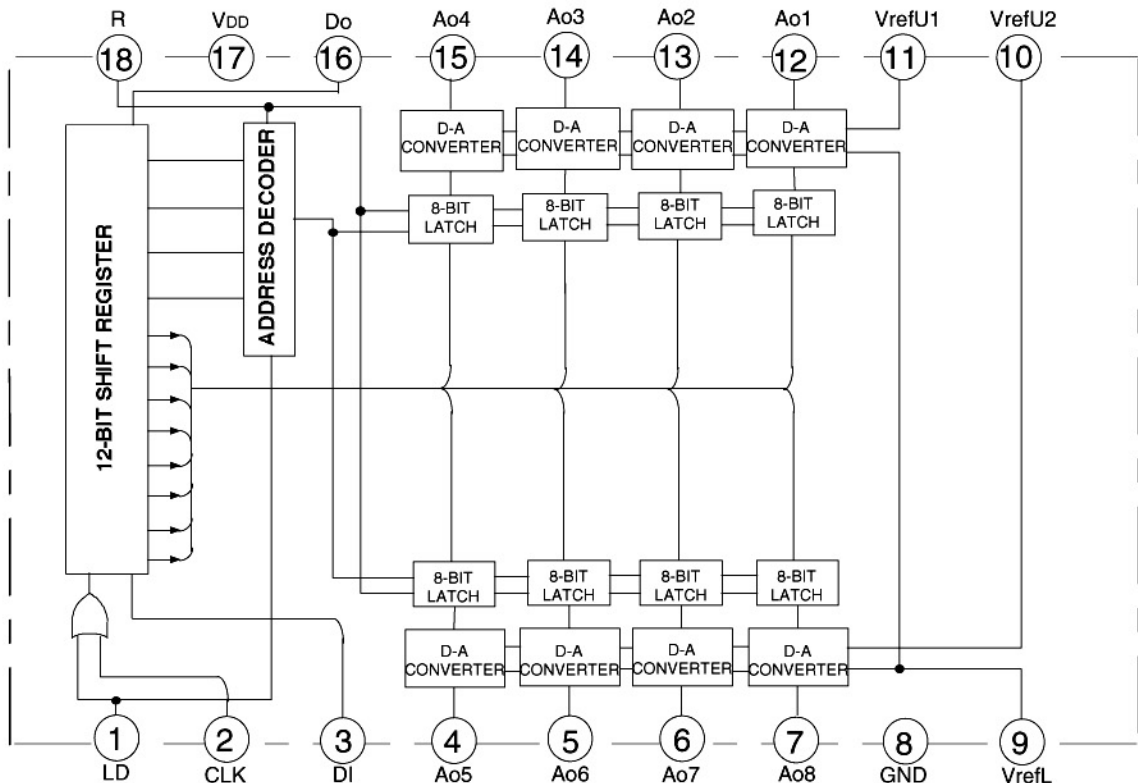 R VDD Do Ao4 Ao3 Ao2 Ao1 VrefU1 VrefU2
18 17 16 15 14 13 12 11 10
D-A CONVERTER
D-A CONVERTER
D-A CONVERTER
D-A CONVERTER
8-BIT LATCH
8-BIT LATCH
8-BIT LATCH
8-BIT LATCH
12-BIT SHIFT REGISTER
ADDRESS DECODER
8-BIT LATCH
8-BIT LATCH
8-BIT LATCH
8-BIT LATCH
D-A CONVERTER
D-A CONVERTER
D-A CONVERTER
D-A CONVERTER
1 2 3 4 5 6 7 8 9
LD CLK DI Ao5 Ao6 Ao7 Ao8 GND VrefL